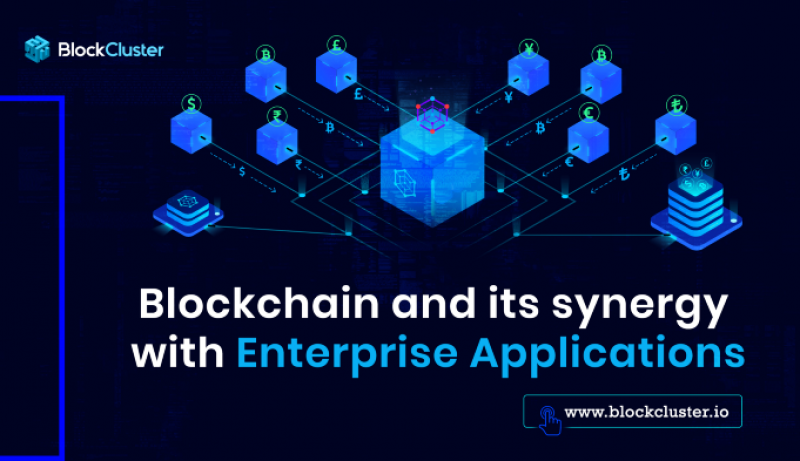 BlockCluster
₿ £ ¥ ₿
$ ₹ £ ¥ € ₺
₿ ₿
$ ₹ € ₺
₹ ¥ £
Blockchain and its synergy
with Enterprise Applications
www.blockcluster.io